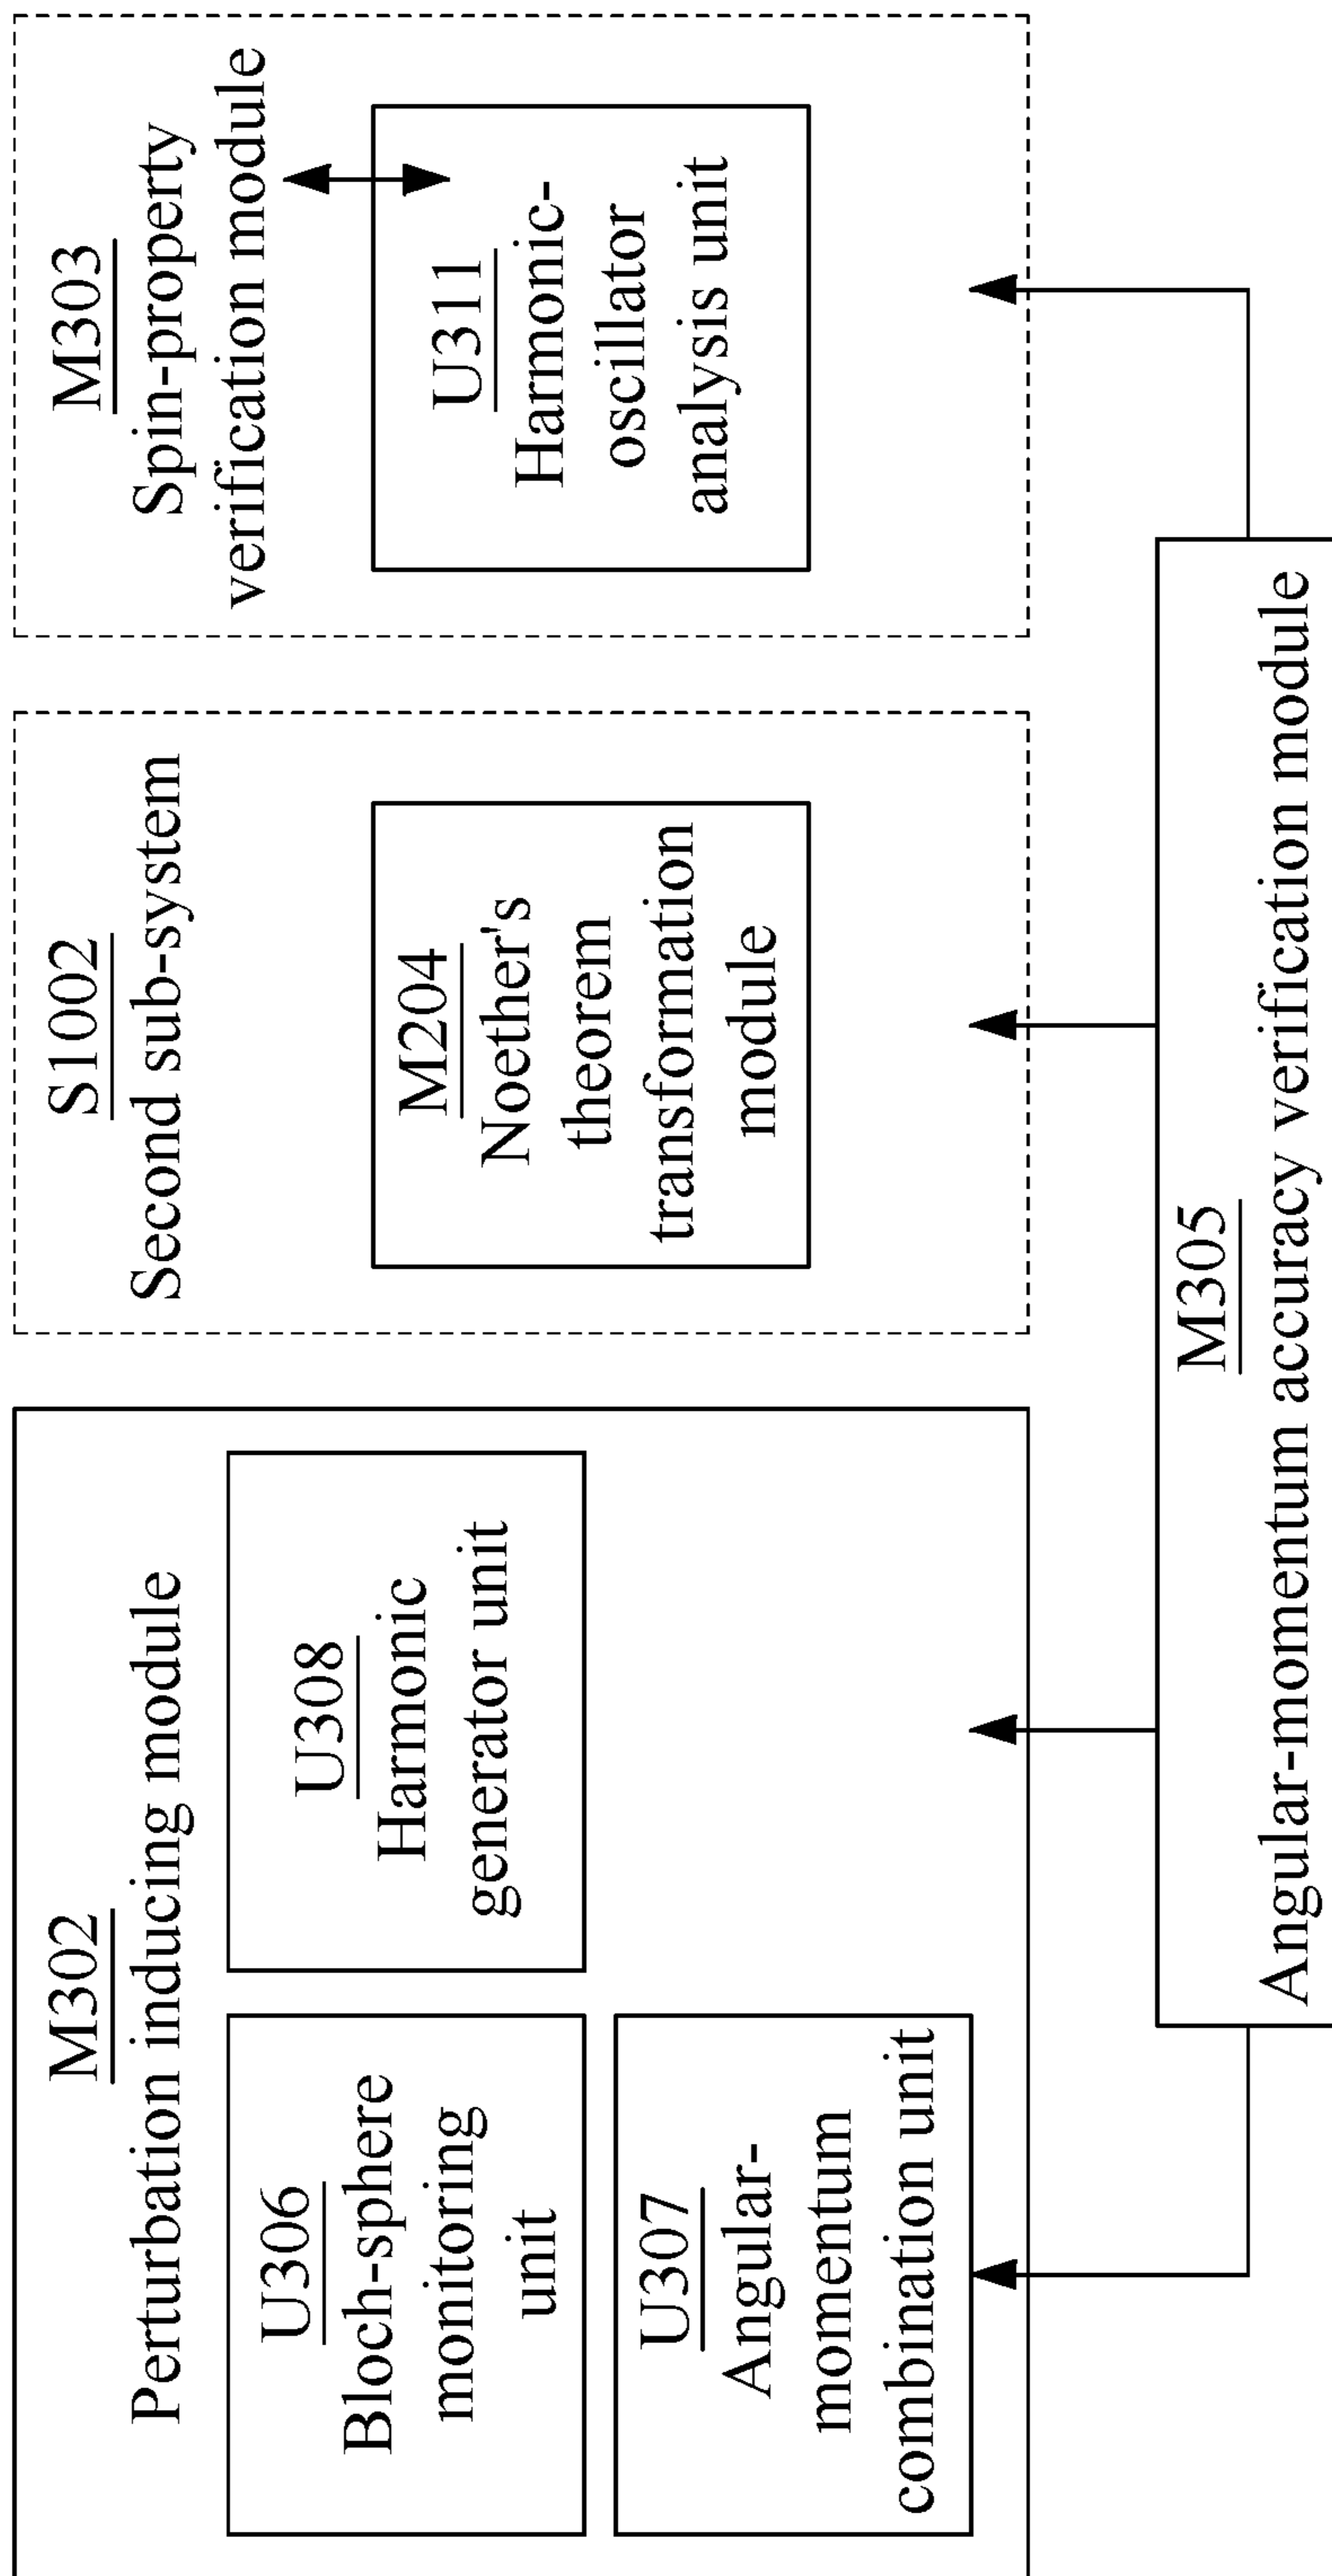 M302
Perturbation inducing module
U306
Bloch-sphere
monitoring
unit
U308
Harmonic
generator unit
U307
Angular-
momentum
combination unit
S1002
Second sub-system
M204
Noether's
theorem
transformation
module
M303
Spin-property
verification module
U311
Harmonic-
oscillator
analysis unit
M305
Angular-momentum accuracy verification module